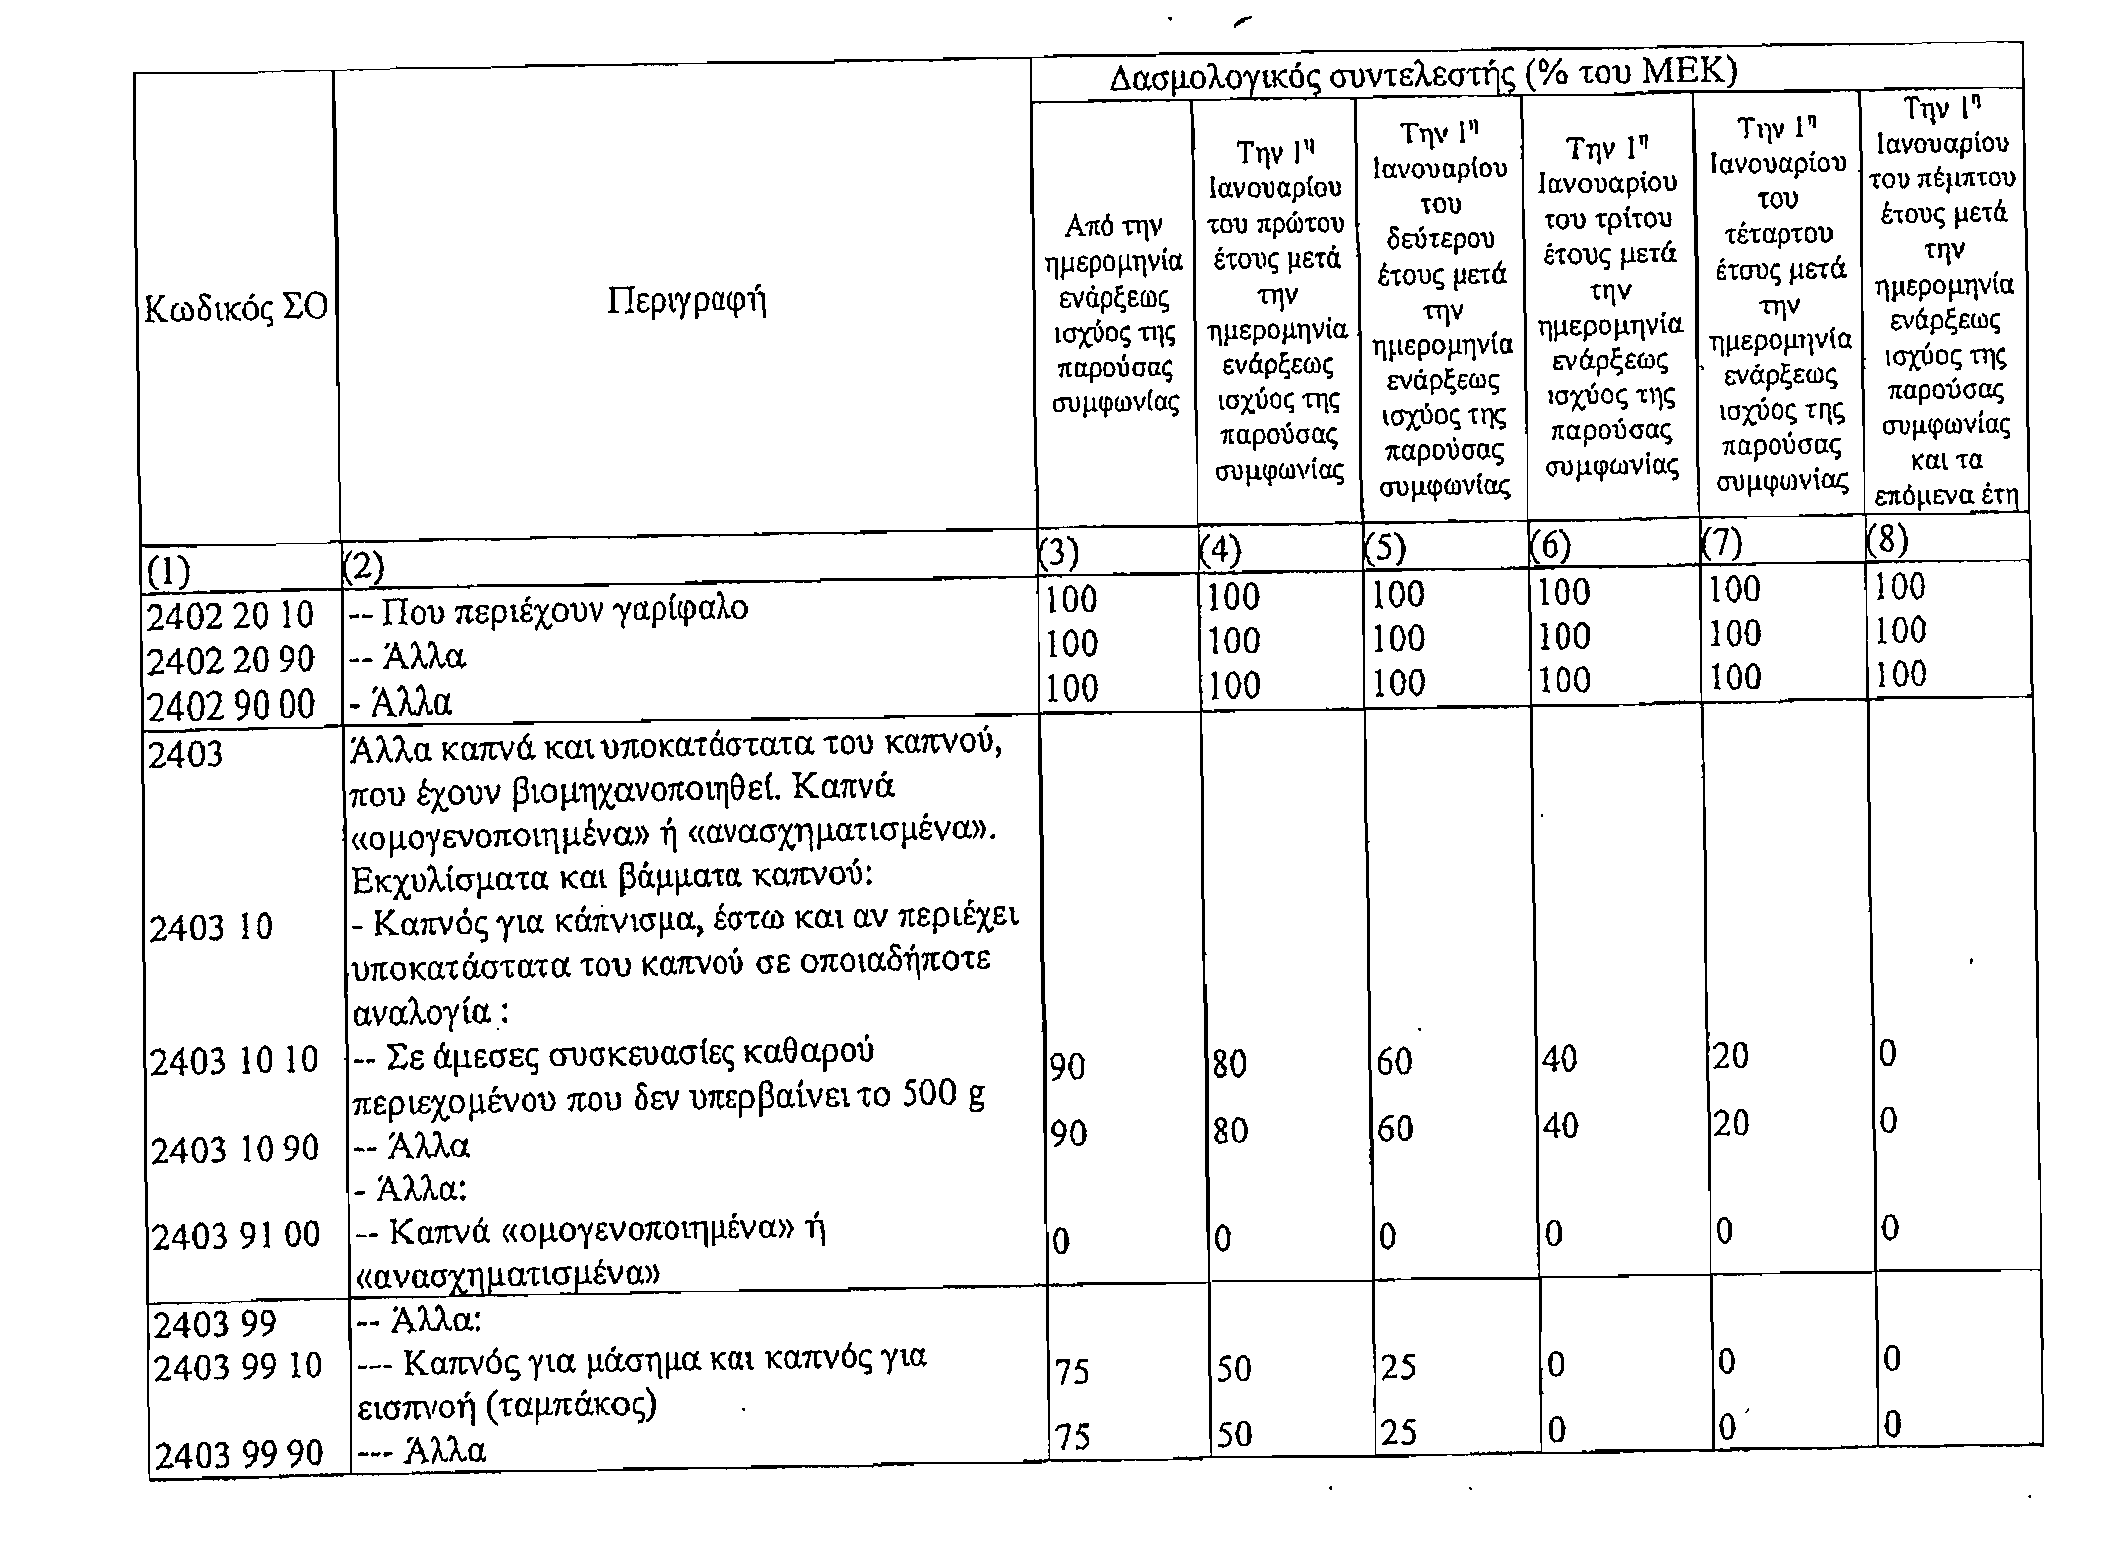 Δασμολογικός συντελεστής (% του ΜΕΚ)
Κωδικός ΣΟ
Περιγραφή
Από την
ημερομηνία
ενάρξεως
ισχύος της
παρούσας
συμφωνίας
Την 1η
Ιανουαρίου
του πρώτου
έτους μετά
την
ημερομηνία
ενάρξεως
ισχύος της
παρούσας
συμφωνίας
Την 1η
Ιανουαρίου
του
δεύτερου
έτους μετά
την
ημερομηνία
ενάρξεως
ισχύος της
παρούσας
συμφωνίας
Την 1η
Ιανουαρίου
του τρίτου
έτους μετά
την
ημερομηνία
ενάρξεως
ισχύος της
παρούσας
συμφωνίας
Την 1η
Ιανουαρίου
του
τέταρτου
έτους μετά
την
ημερομηνία
ενάρξεως
ισχύος της
παρούσας
συμφωνίας
Την 1η
Ιανουαρίου
του πέμπτου
έτους μετά
την
ημερομηνία
ενάρξεως
ισχύος της
παρούσας
συμφωνίας
και τα
επόμενα έτη
(1) (2) (3) (4) (5) (6) (7) (8)
2402 20 10 -- Που περιέχουν γαρίφαλο 100 100 100 100 100 100
2402 20 90 -- Άλλα 100 100 100 100 100 100
2402 90 00 - Άλλα 100 100 100 100 100 100
2403 Άλλα καπνά και υποκατάστατα του καπνού,
που έχουν βιομηχανοποιηθεί. Καπνά
«ομογενοποιημένα» ή «ανασχηματισμένα».
Εκχυλίσματα και βάμματα καπνού:
2403 10 - Καπνός για κάπνισμα, έστω και αν περιέχει
υποκατάστατα του καπνού σε οποιαδήποτε
αναλογία :
2403 10 10 -- Σε άμεσες συσκευασίες καθαρού 90 80 60 40 20 0
περιεχομένου που δεν υπερβαίνει το 500 g
2403 10 90 -- Άλλα 90 80 60 40 20 0
- Άλλα:
2403 91 00 -- Καπνά «ομογενοποιημένα» ή 0 0 0 0 0 0
«ανασχηματισμένα»
2403 99 -- Άλλα:
2403 99 10 --- Καπνός για μάσημα και καπνός για 75 50 25 0 0 0
εισπνοή (ταμπάκος)
2403 99 90 --- Άλλα 75 50 25 0 0 0